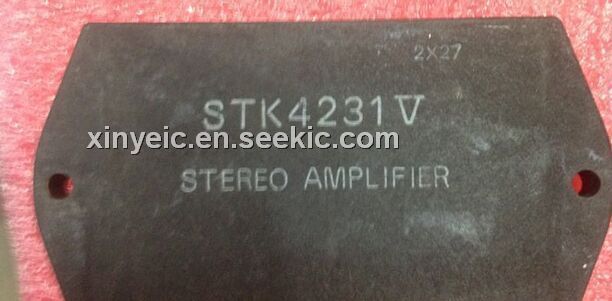 2X27
STK4231V
xinyeic.en.seekic.com
STEREO AMPLIFIER